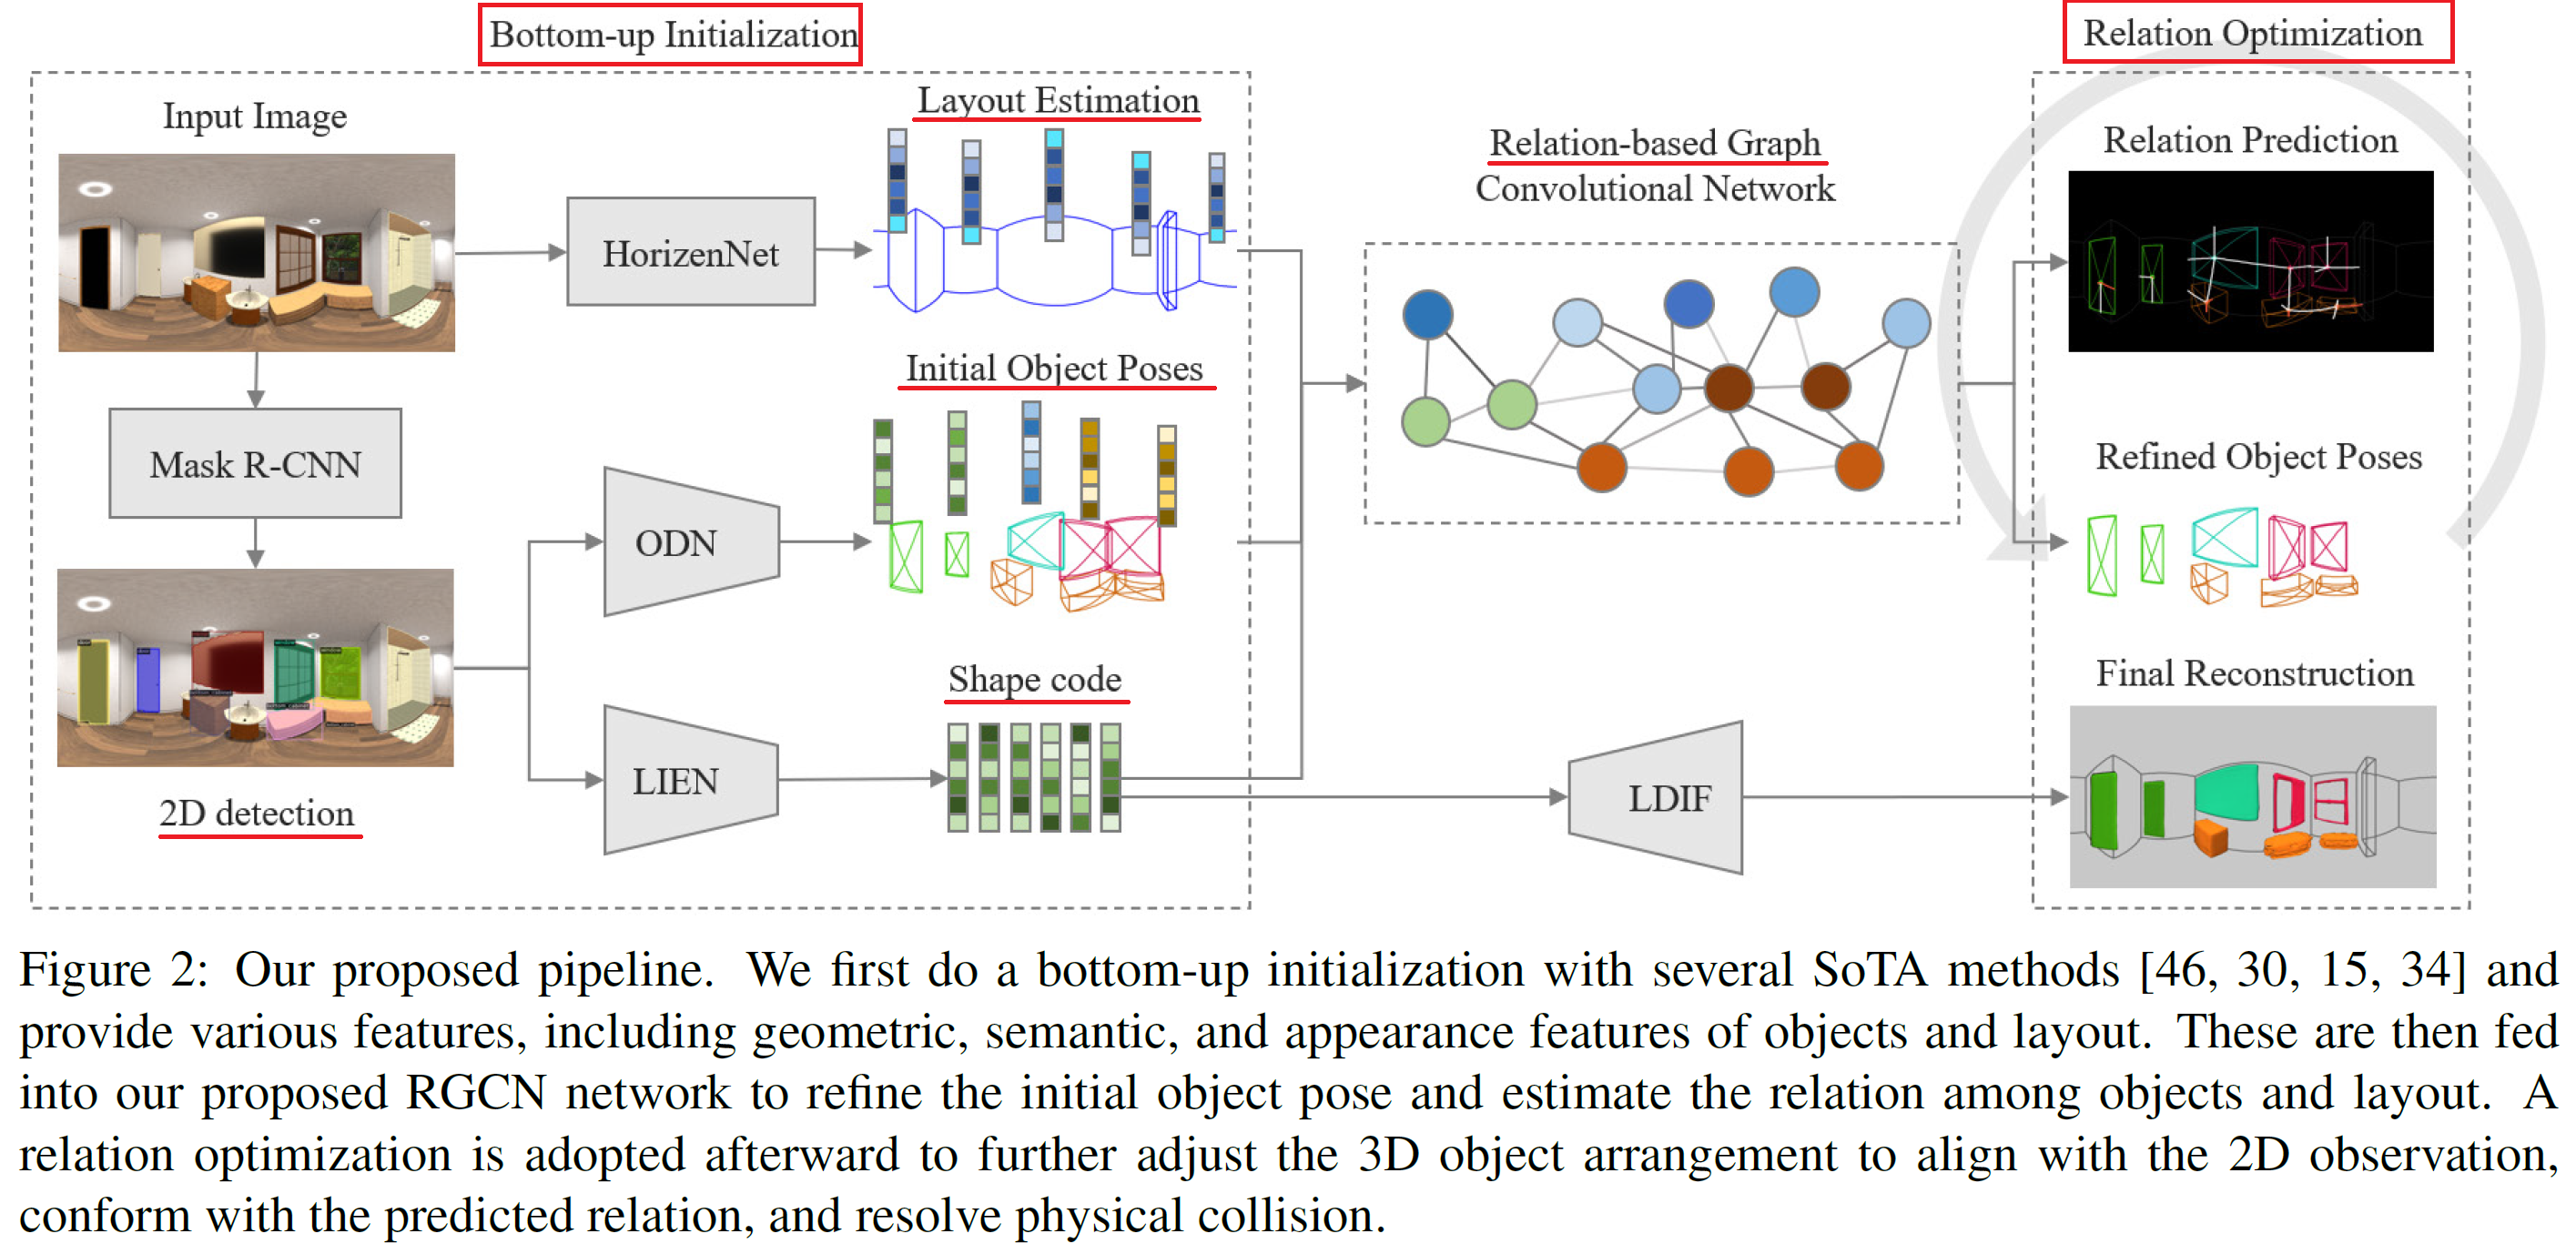 Bottom-up Initialization
Relation Optimization
Input Image
Layout Estimation
HorizenNet
Mask R-CNN
Initial Object Poses
ODN
2D detection
LIEN
Shape code
Relation-based Graph
Convolutional Network
LDIF
Relation Prediction
Refined Object Poses
Final Reconstruction
Figure 2: Our proposed pipeline. We first do a bottom-up initialization with several SoTA methods [46, 30, 15, 34] and
provide various features, including geometric, semantic, and appearance features of objects and layout. These are then fed
into our proposed RGCN network to refine the initial object pose and estimate the relation among objects and layout. A
relation optimization is adopted afterward to further adjust the 3D object arrangement to align with the 2D observation,
conform with the predicted relation, and resolve physical collision.